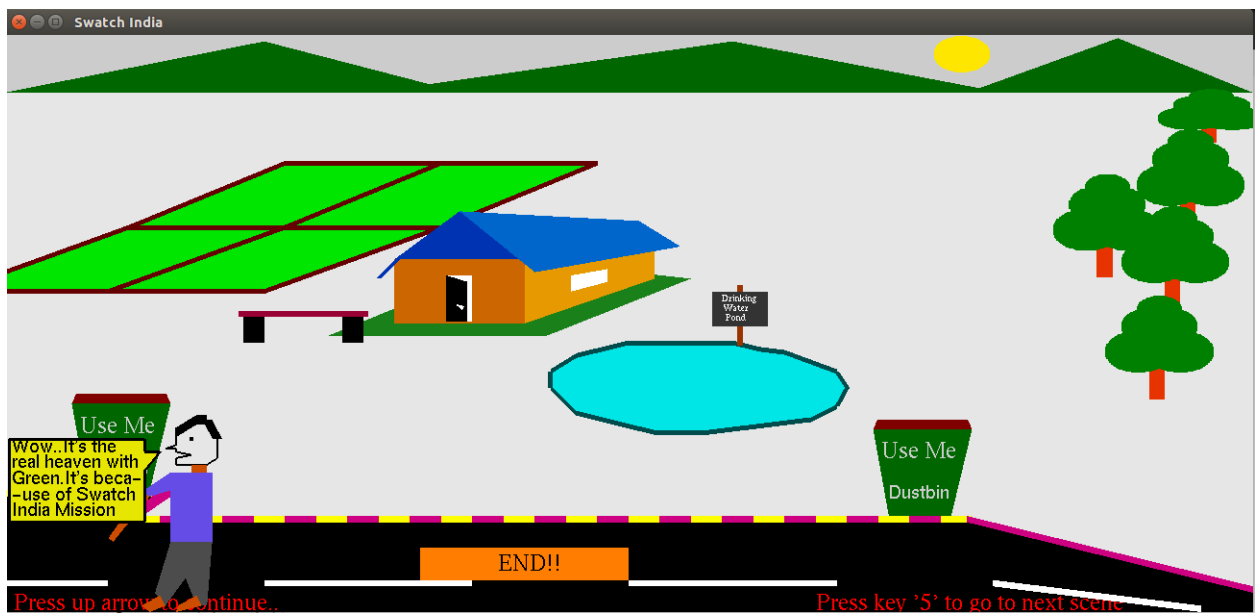 Swatch India
Drinking
Water
Pond
Use Me
Wow..It's the
real heaven with
Green.It's beca-
-use of Swatch
India Mission
Use Me
Dustbin
END!!
Press up arrow to continue..
Press key '5' to go to next scene